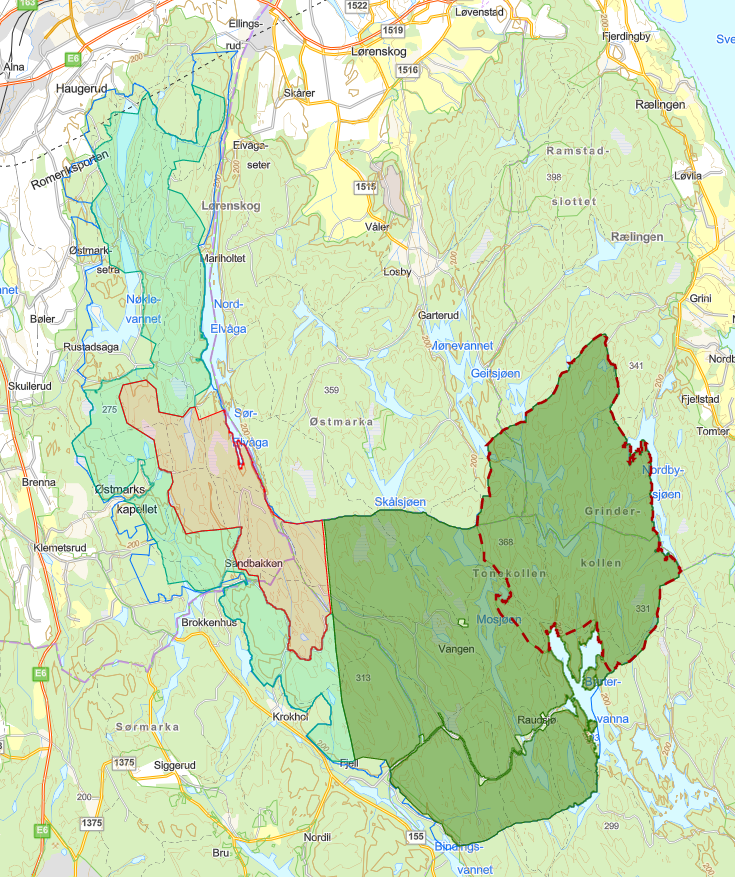 163
1522
Løvenstad
Ellings-
rud
1519
Fjerdingby
E6
Lørenskog
Alna
1516
Haugerud
Skårer
Rælingen
Elvåga-
seter
Ramstad-
Romeriksporten
398
Løvlia
1515
slottet
Lørenskog
Våler
Rælingen
Østmark-
setra
Mariholtet
Losby
Nøkle-
vannet
Nord-
Elvåga
Grini
Bøler
Garterud
Rustadsaga
Mønevannet
Geitsjøen
341
Skullerud
359
Fjellstad
275
Sør-
Elvåga
Østmarka
Tomter
Brenna
Nordby-
sjøen
Østmarks-
kapellet
Skålsjøen
Grinder-
200
Klemetsrud
368
kollen
Sandbakken
Tonekollen
331
Brokkenhus
Mosjøen
Vangen
E6
313
Børter-
vanna
Krokhol
Raudsjø
Sørmarka
1375
Siggerud
Fjell
200
1375
299
E6
Nordli
155
Bru
Bindings-
vannet